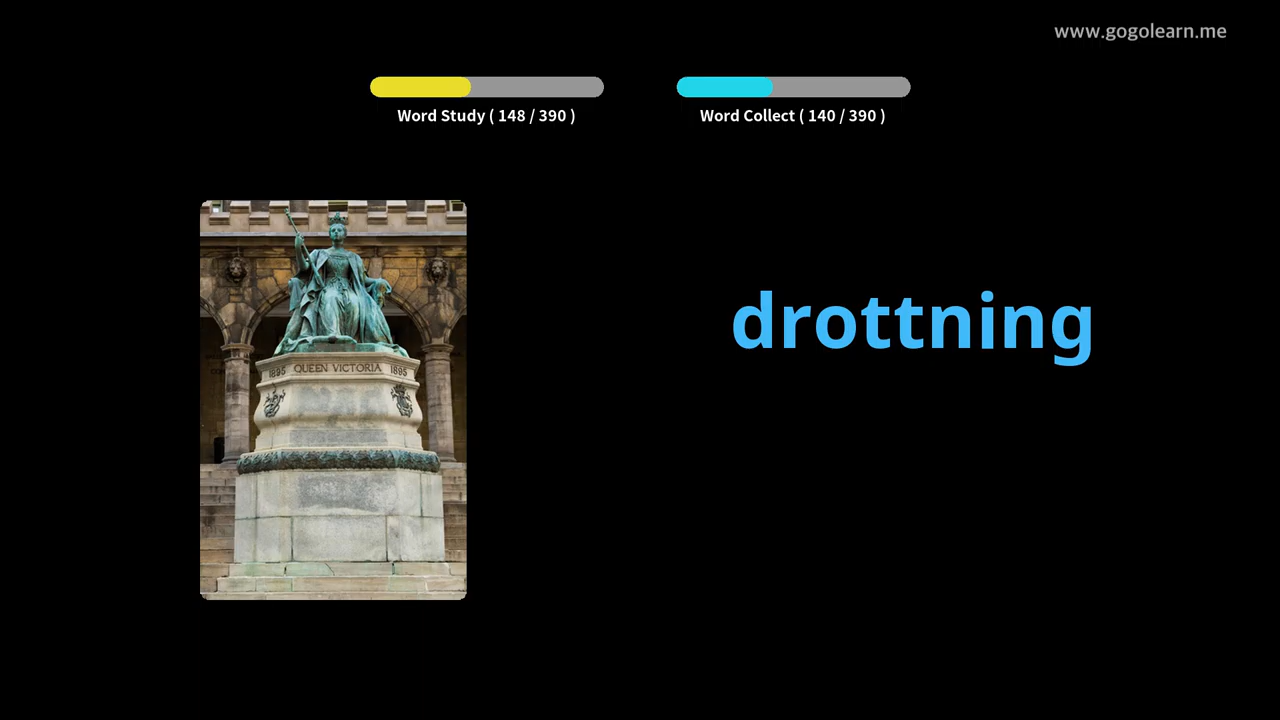 www.gogolearn.me
Word Study ( 148 / 390 )
Word Collect ( 140 / 390 )
1895 QUEEN VICTORIA 1895
drottning